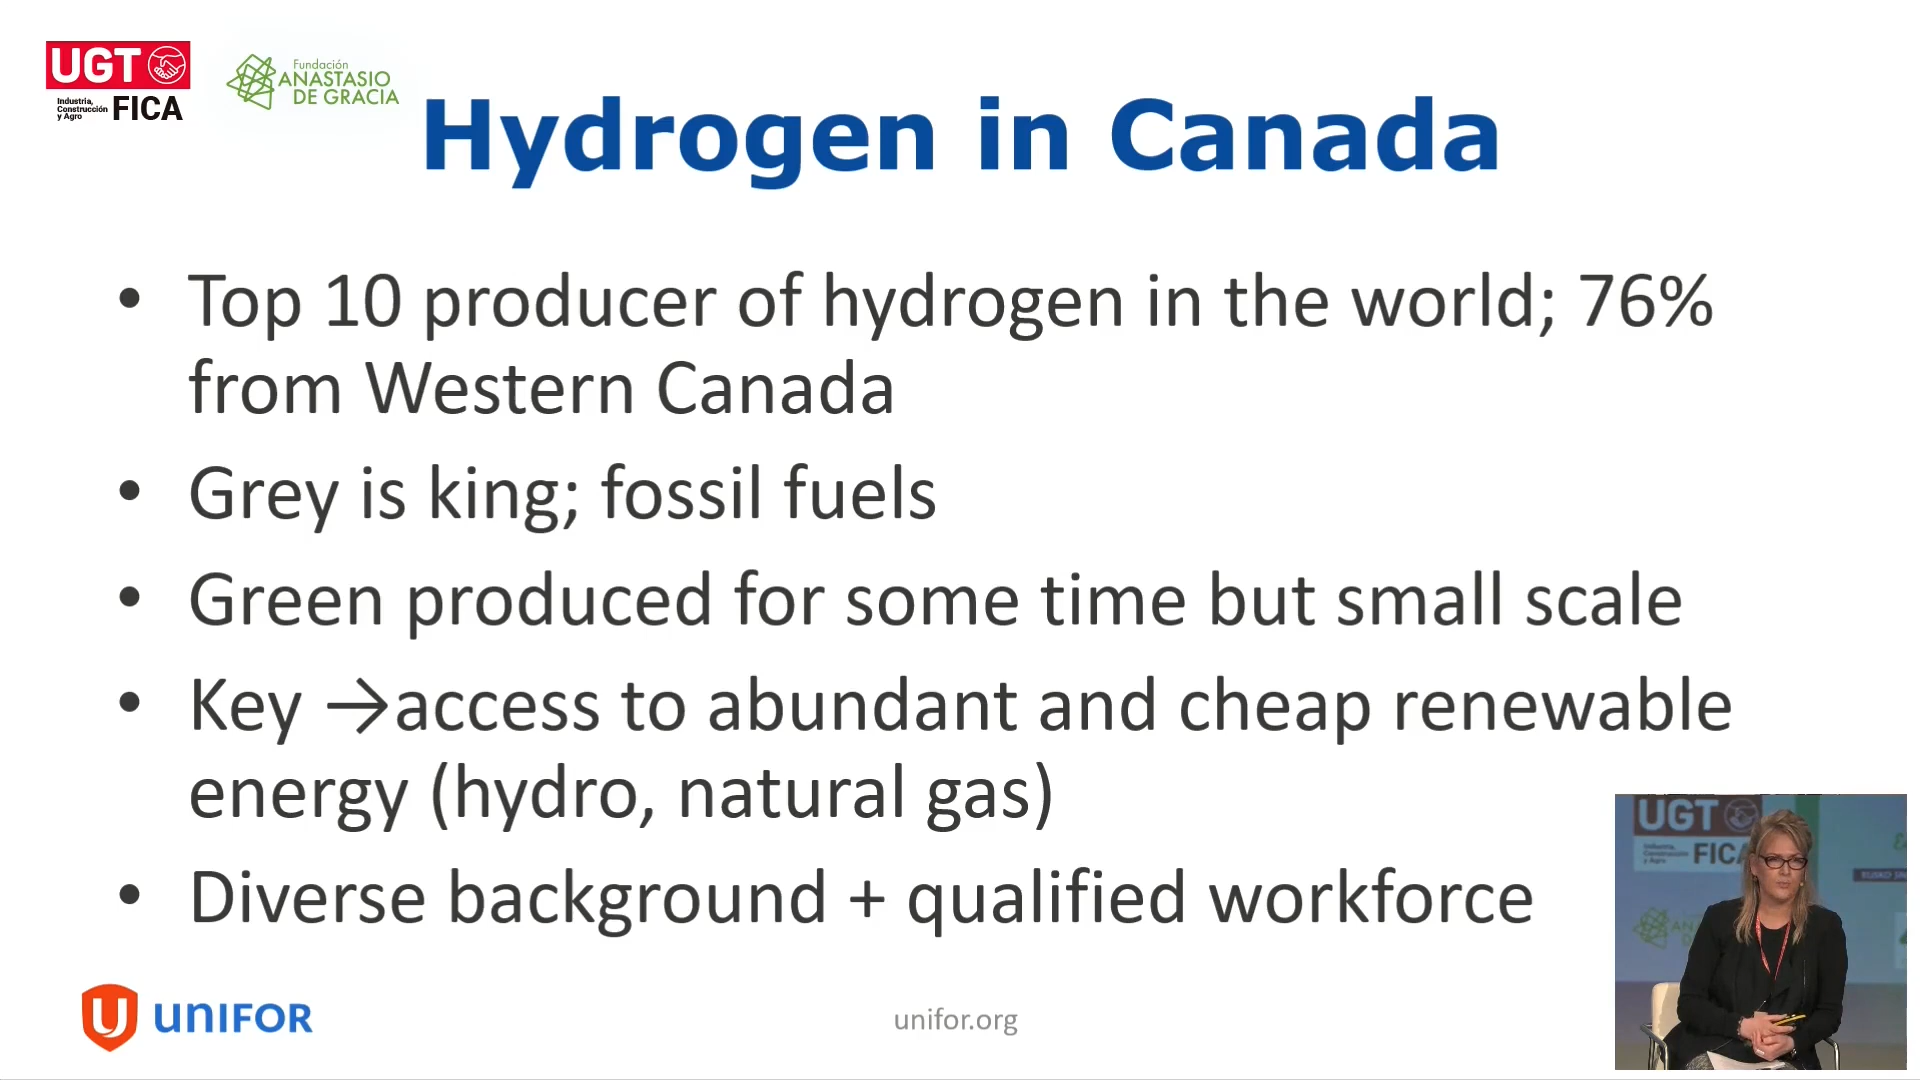 UGT
Industria,
Construcción
y Agro
FICA
Fundación
ANASTASIO
DE GRACIA
Hydrogen in Canada
• Top 10 producer of hydrogen in the world; 76%
from Western Canada
• Grey is king; fossil fuels
• Green produced for some time but small scale
• Key →access to abundant and cheap renewable
energy (hydro, natural gas)
• Diverse background + qualified workforce
UNIFOR
unifor.org
UGT
Industria,
Construcción
y Agro
FICA